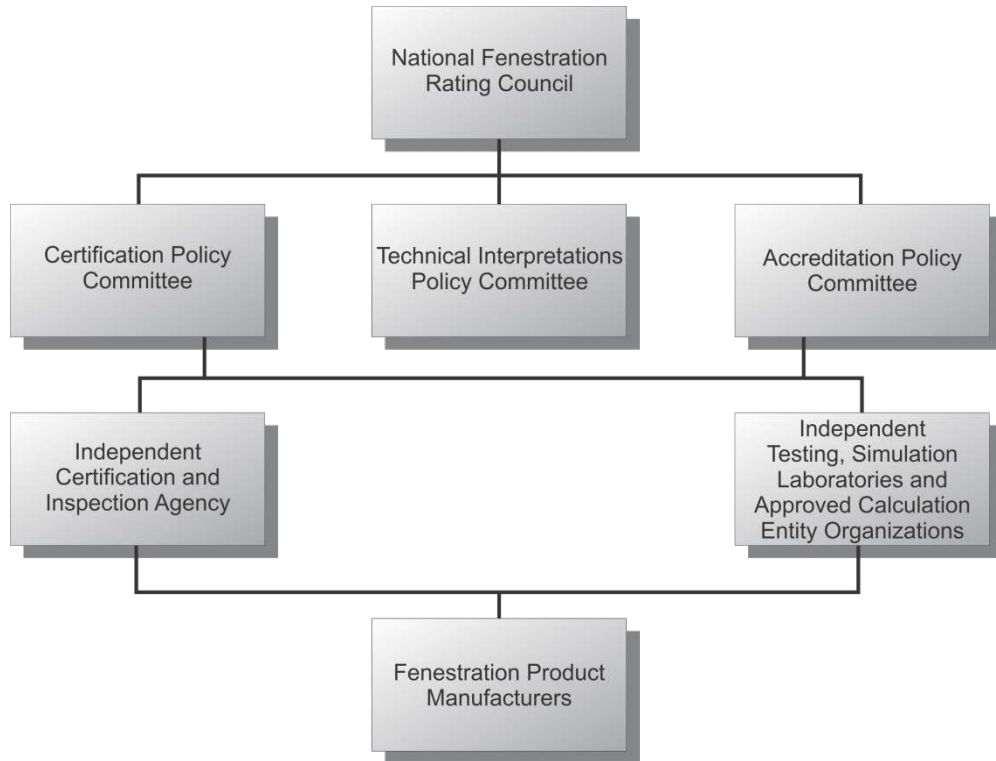 National Fenestration
Rating Council
Certification Policy
Committee
Technical Interpretations
Policy Committee
Accreditation Policy
Committee
Independent
Certification and
Inspection Agency
Independent
Testing, Simulation
Laboratories and
Approved Calculation
Entity Organizations
Fenestration Product
Manufacturers